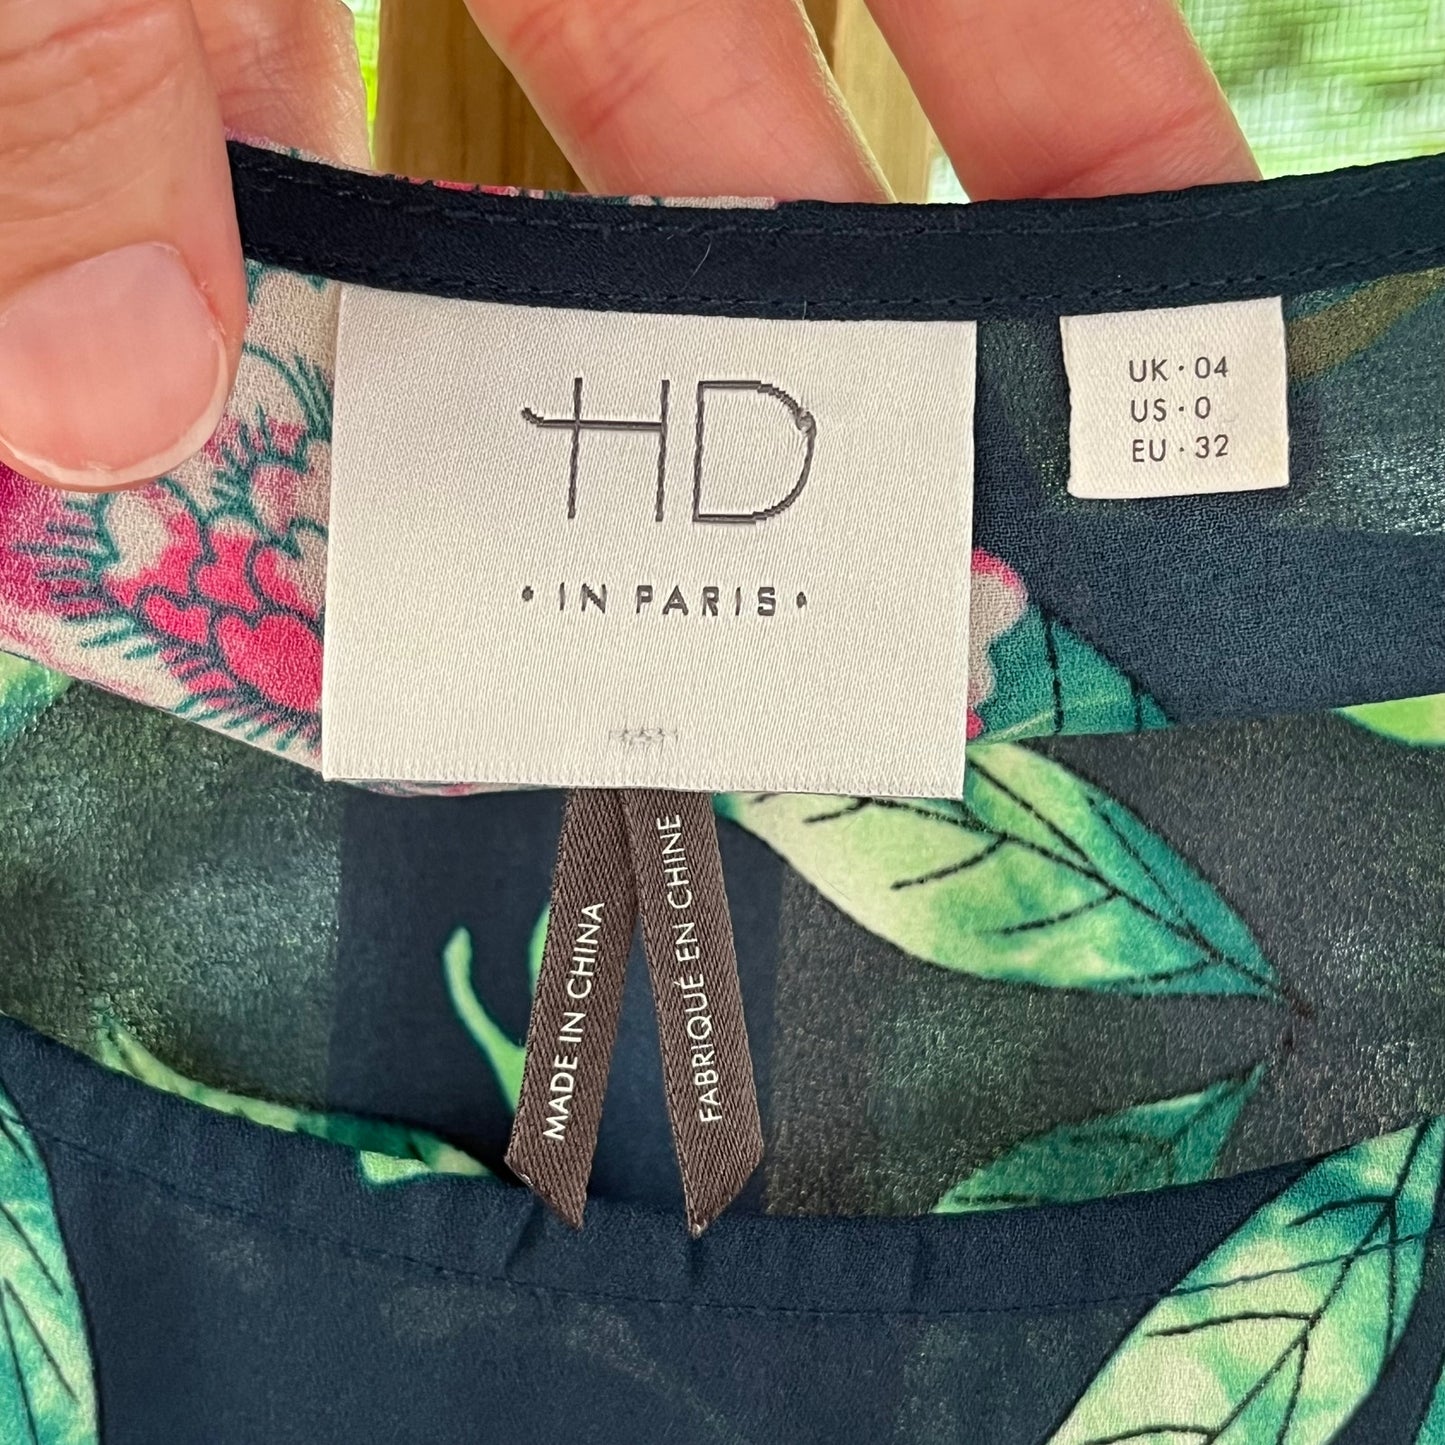 HD
• IN PARIS •
UK • 04
US • 0
EU • 32
MADE IN CHINA
FABRIQUÉ EN CHINE